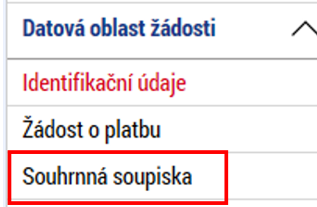 Datová oblast žádosti
Identifikační údaje
Žádost o platbu
Souhrnná soupiska